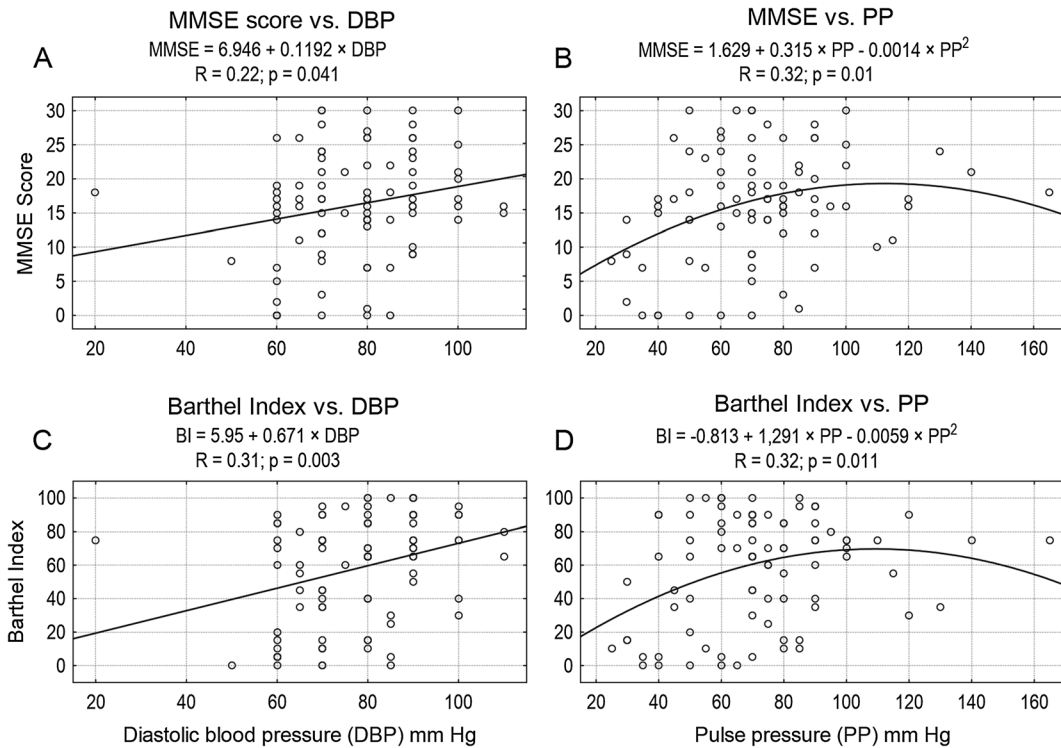 MMSE score vs. DBP
A
MMSE = 6.946 + 0.1192 × DBP
R = 0.22; p = 0.041
MMSE Score
30
25
20
15
10
5
0
20 40 60 80 100
MMSE vs. PP
B
MMSE = 1.629 + 0.315 × PP - 0.0014 × PP²
R = 0.32; p = 0.01
30
25
20
15
10
5
0
20 40 60 80 100 120 140 160
Barthel Index vs. DBP
C
BI = 5.95 + 0.671 × DBP
R = 0.31; p = 0.003
Barthel Index
100
80
60
40
20
0
20 40 60 80 100
Diastolic blood pressure (DBP) mm Hg
Barthel Index vs. PP
D
BI = -0.813 + 1,291 × PP - 0.0059 × PP²
R = 0.32; p = 0.011
100
80
60
40
20
0
20 40 60 80 100 120 140 160
Pulse pressure (PP) mm Hg